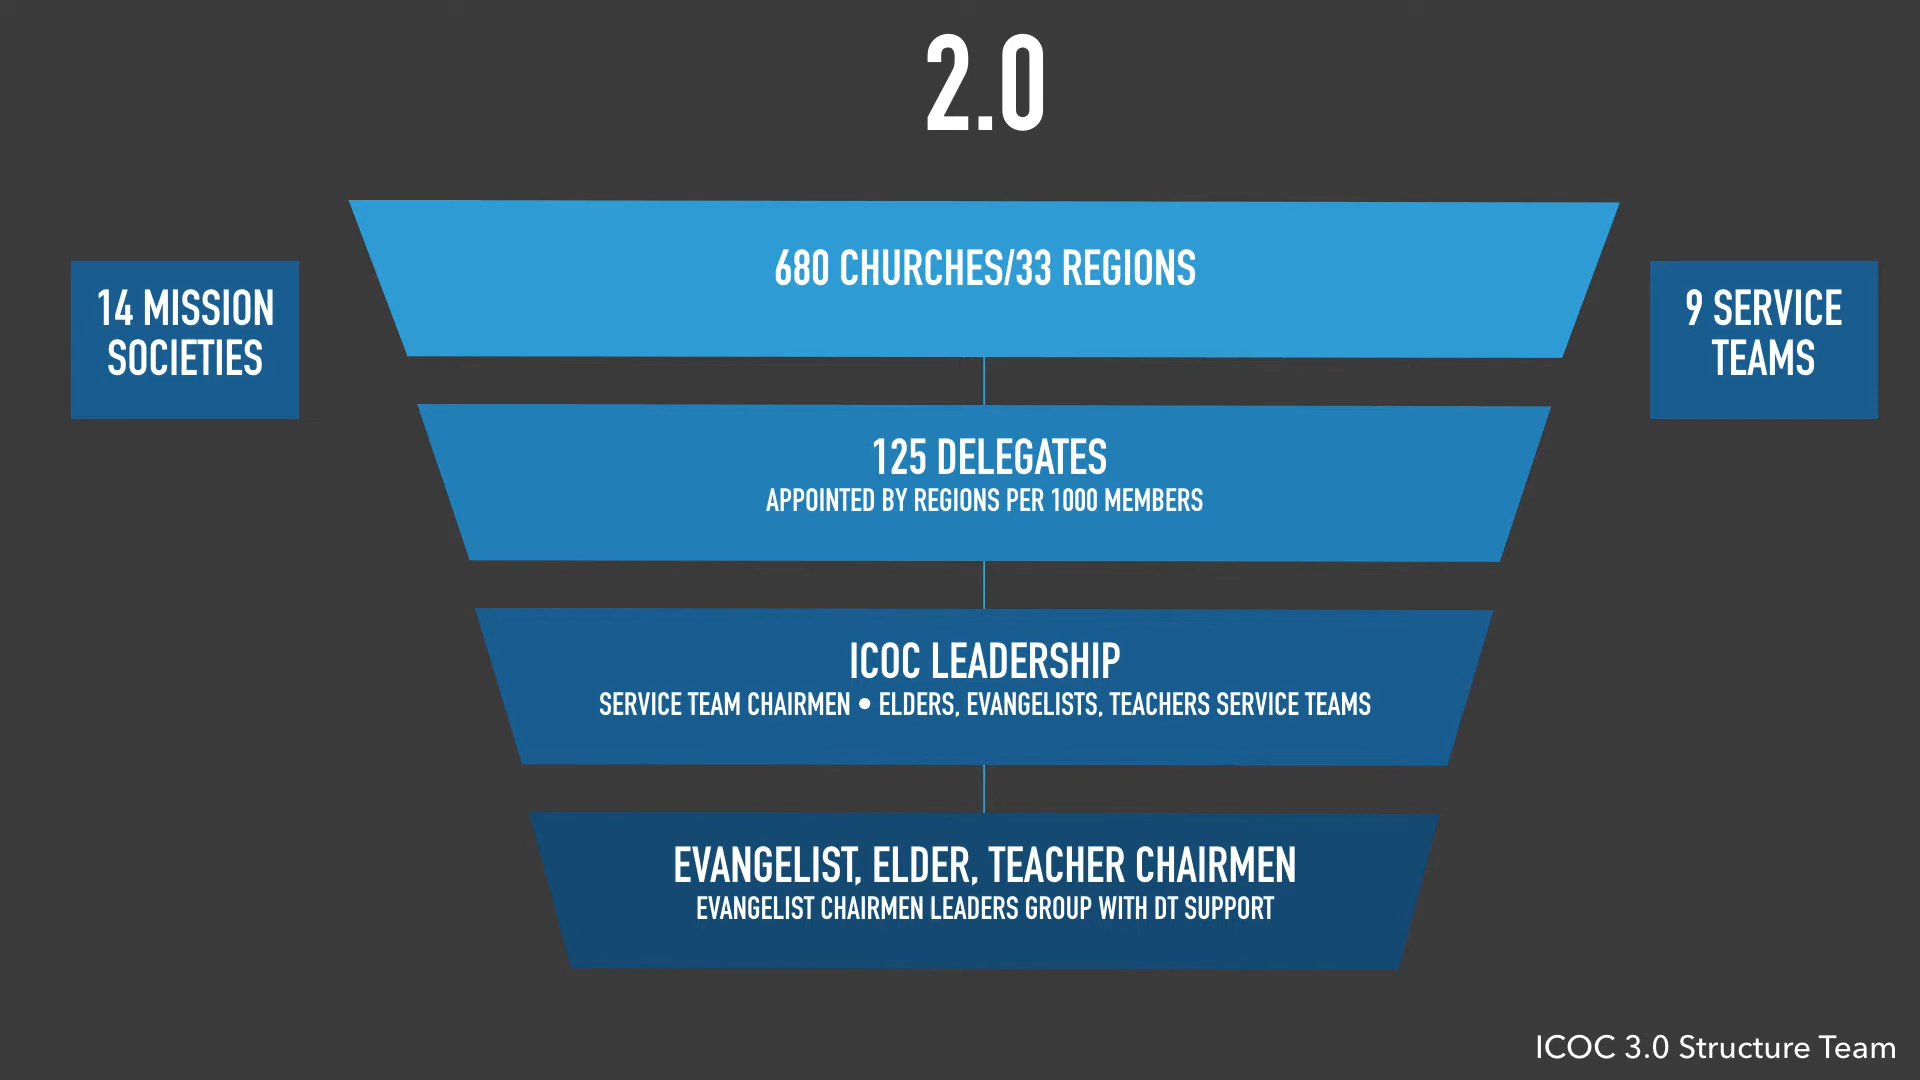 2.0
680 CHURCHES/33 REGIONS
14 MISSION
SOCIETIES
9 SERVICE
TEAMS
125 DELEGATES
APPOINTED BY REGIONS PER 1000 MEMBERS
ICOC LEADERSHIP
SERVICE TEAM CHAIRMEN • ELDERS, EVANGELISTS, TEACHERS SERVICE TEAMS
EVANGELIST, ELDER, TEACHER CHAIRMEN
EVANGELIST CHAIRMEN LEADERS GROUP WITH DT SUPPORT
ICOC 3.0 Structure Team